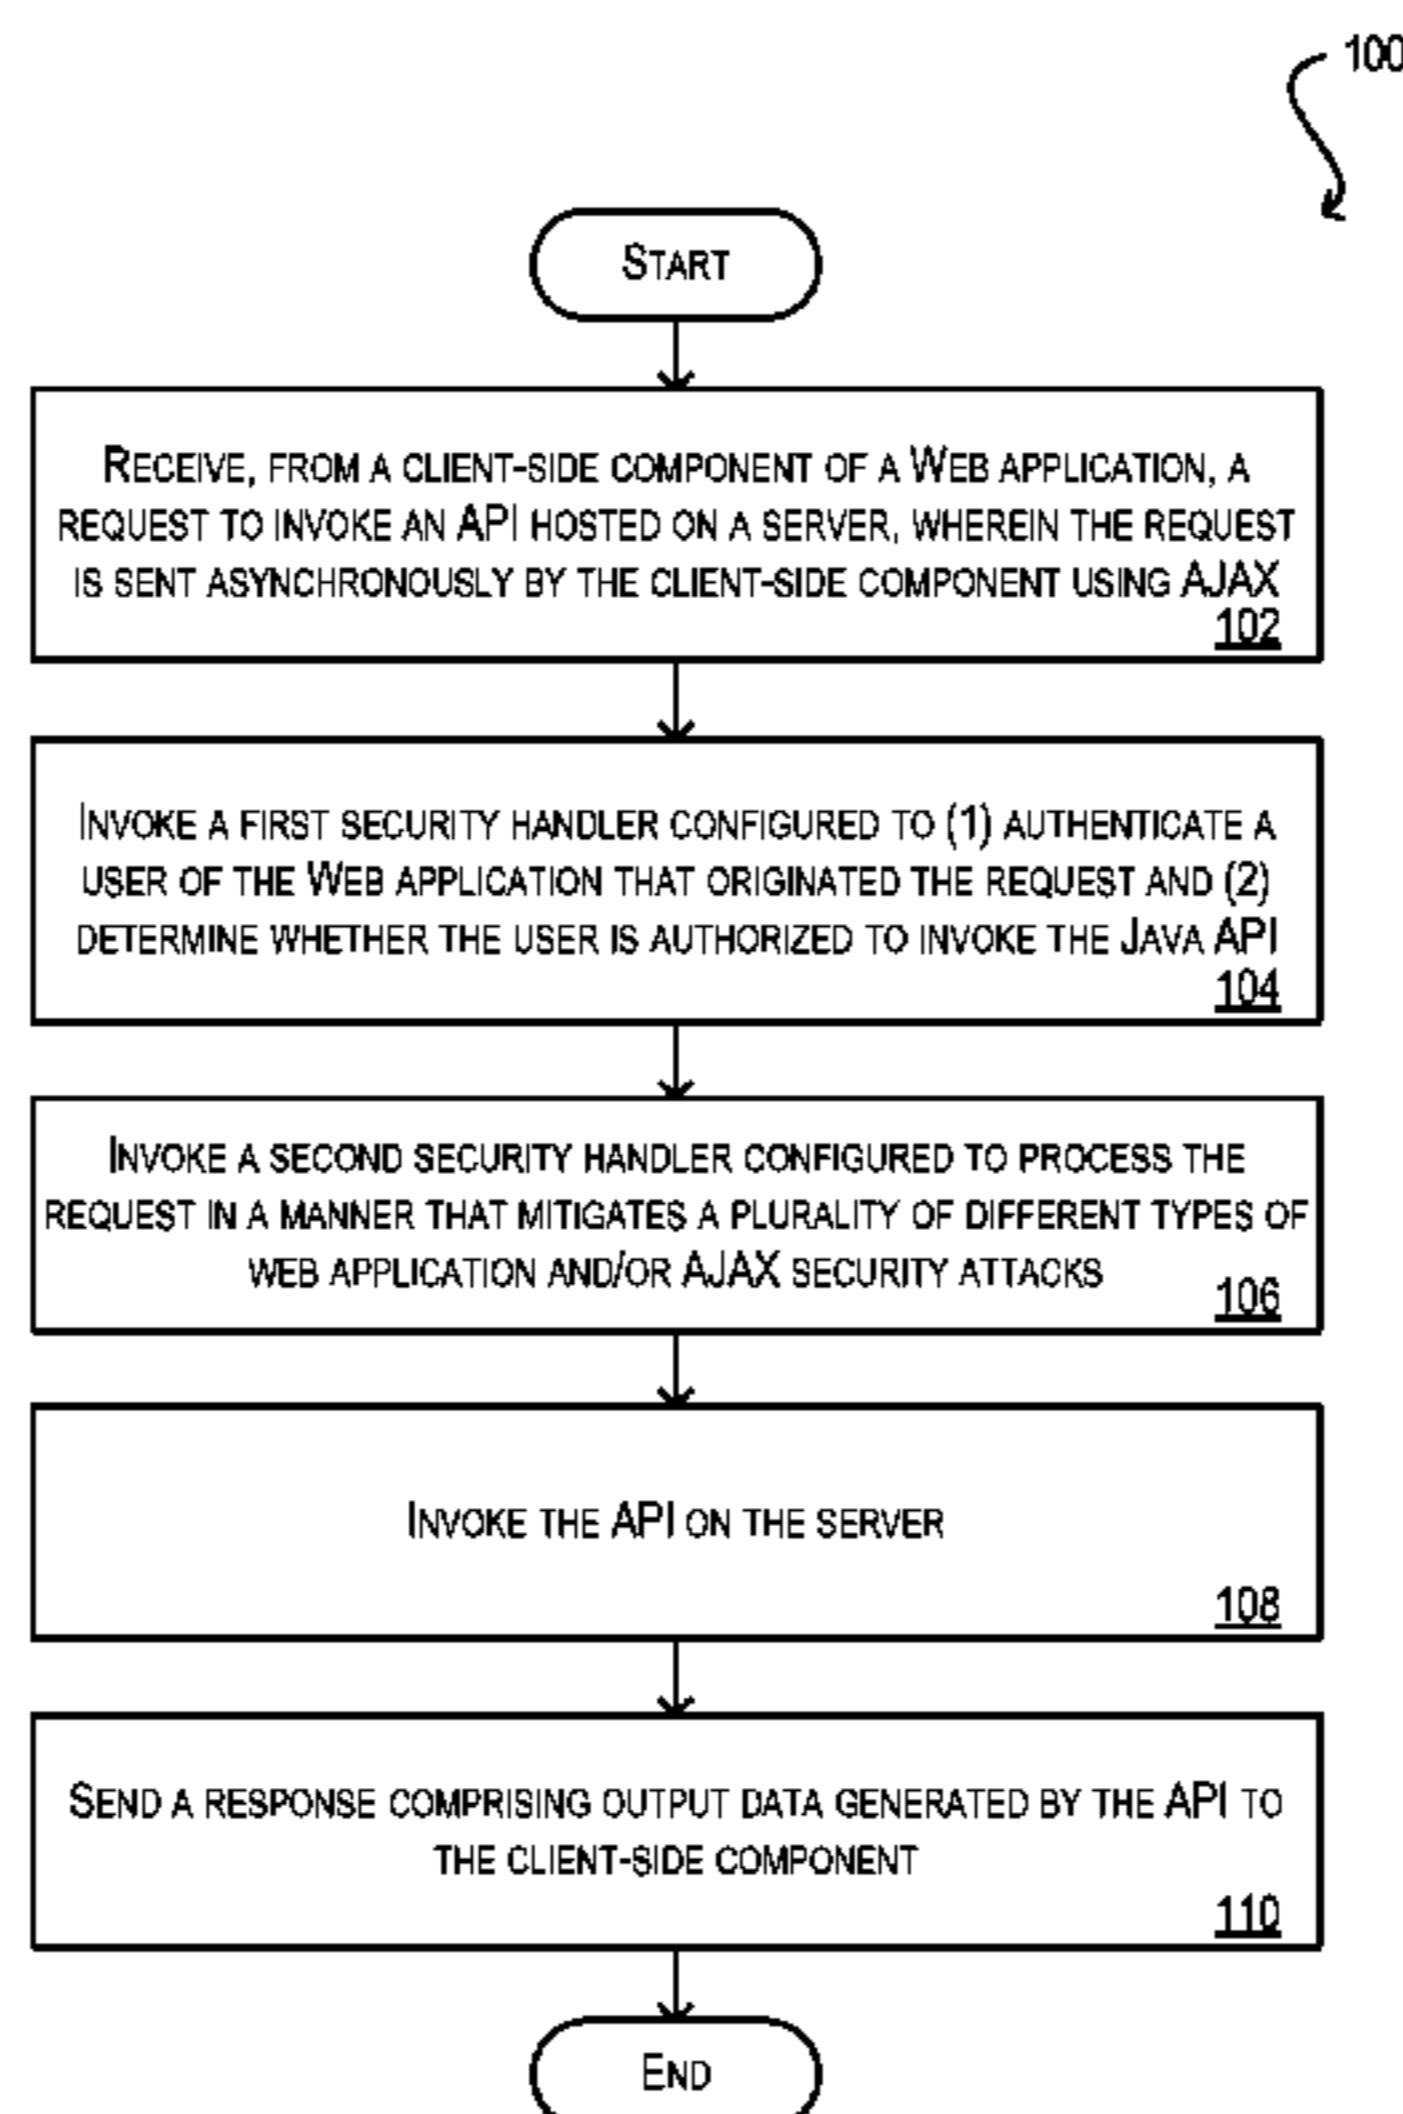 100
START
RECEIVE, FROM A CLIENT-SIDE COMPONENT OF A WEB APPLICATION, A
REQUEST TO INVOKE AN API HOSTED ON A SERVER, WHEREIN THE REQUEST
IS SENT ASYNCHRONOUSLY BY THE CLIENT-SIDE COMPONENT USING AJAX
102
INVOKE A FIRST SECURITY HANDLER CONFIGURED TO (1) AUTHENTICATE A
USER OF THE WEB APPLICATION THAT ORIGINATED THE REQUEST AND (2)
DETERMINE WHETHER THE USER IS AUTHORIZED TO INVOKE THE JAVA API
104
INVOKE A SECOND SECURITY HANDLER CONFIGURED TO PROCESS THE
REQUEST IN A MANNER THAT MITIGATES A PLURALITY OF DIFFERENT TYPES OF
WEB APPLICATION AND/OR AJAX SECURITY ATTACKS
106
INVOKE THE API ON THE SERVER
108
SEND A RESPONSE COMPRISING OUTPUT DATA GENERATED BY THE API TO
THE CLIENT-SIDE COMPONENT
110
END